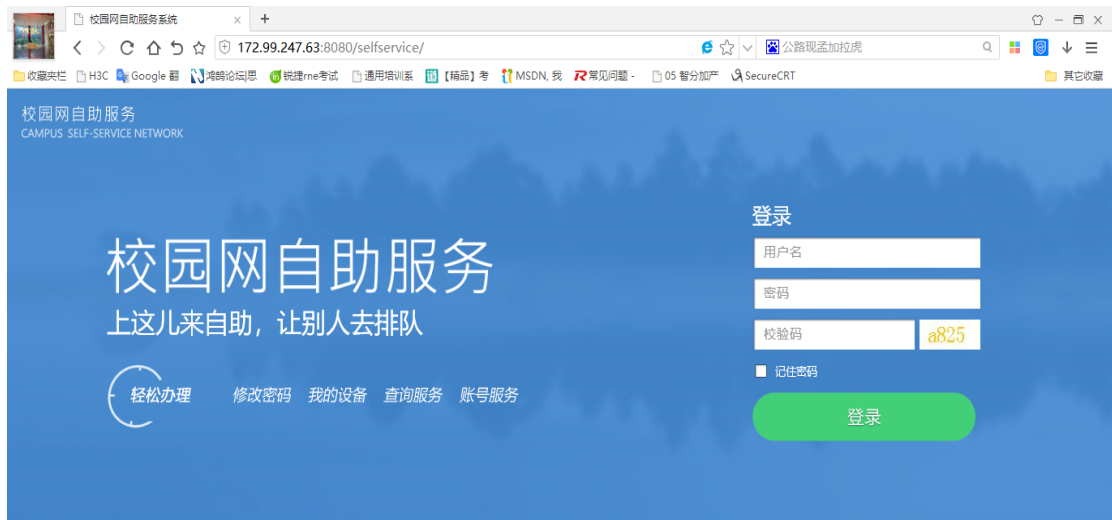 校园网自助服务系统
172.99.247.63:8080/selfservice/
公路现孟加拉虎
收藏夹栏 H3C Google 翻 鸿鹄论坛|思 锐捷rne考试 通用培训系 【精品】考 MSDN, 我 常见问题 - 05 智分加产 SecureCRT 其它收藏
校园网自助服务
CAMPUS SELF-SERVICE NETWORK
登录
校园网自助服务
上这儿来自助，让别人去排队
轻松办理 修改密码 我的设备 查询服务 账号服务
用户名
密码
校验码 a825
记住密码
登录